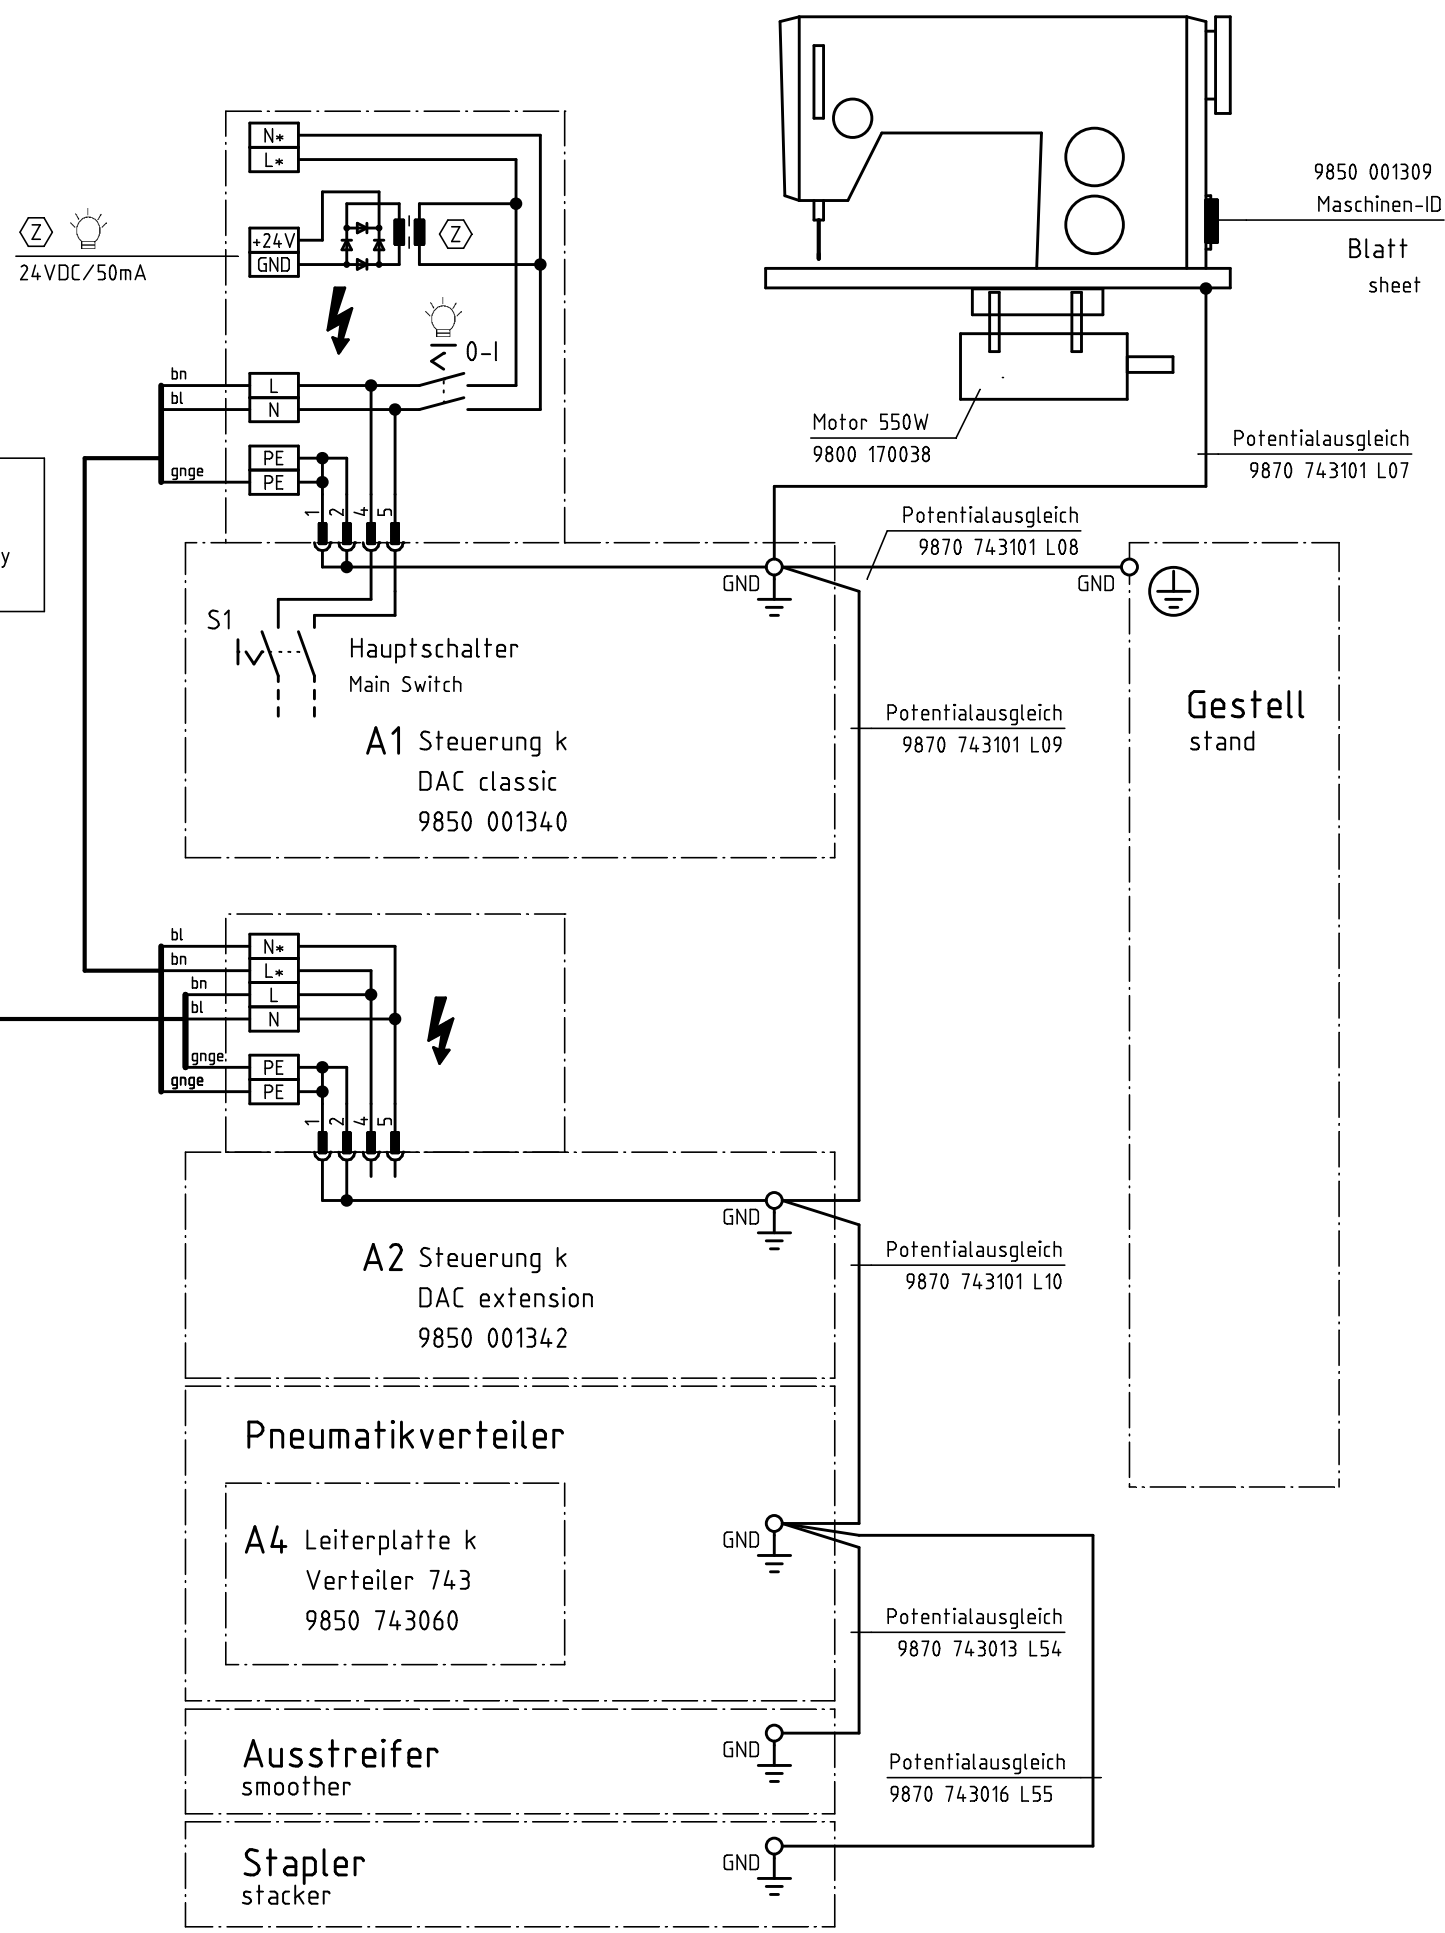 N*
L*
Z
24VDC/50mA
+24V
GND
Z
0-I
bn
L
bl
N
PE
gnge
PE
1
2
4
5
y
9850 001309
Maschinen-ID
Blatt
sheet
Motor 550W
9800 170038
Potentialausgleich
9870 743101 L07
Potentialausgleich
9870 743101 L08
GND
GND
S1
Hauptschalter
Main Switch
A1 Steuerung k
DAC classic
9850 001340
Potentialausgleich
9870 743101 L09
Gestell
stand
bl
N*
bn
L*
bn
L
bl
N
gnge
PE
gnge
PE
1
2
4
5
GND
A2 Steuerung k
DAC extension
9850 001342
Potentialausgleich
9870 743101 L10
Pneumatikverteiler
A4 Leiterplatte k
Verteiler 743
9850 743060
GND
Potentialausgleich
9870 743013 L54
Ausstreifer
smoother
GND
Potentialausgleich
9870 743016 L55
Stapler
stacker
GND